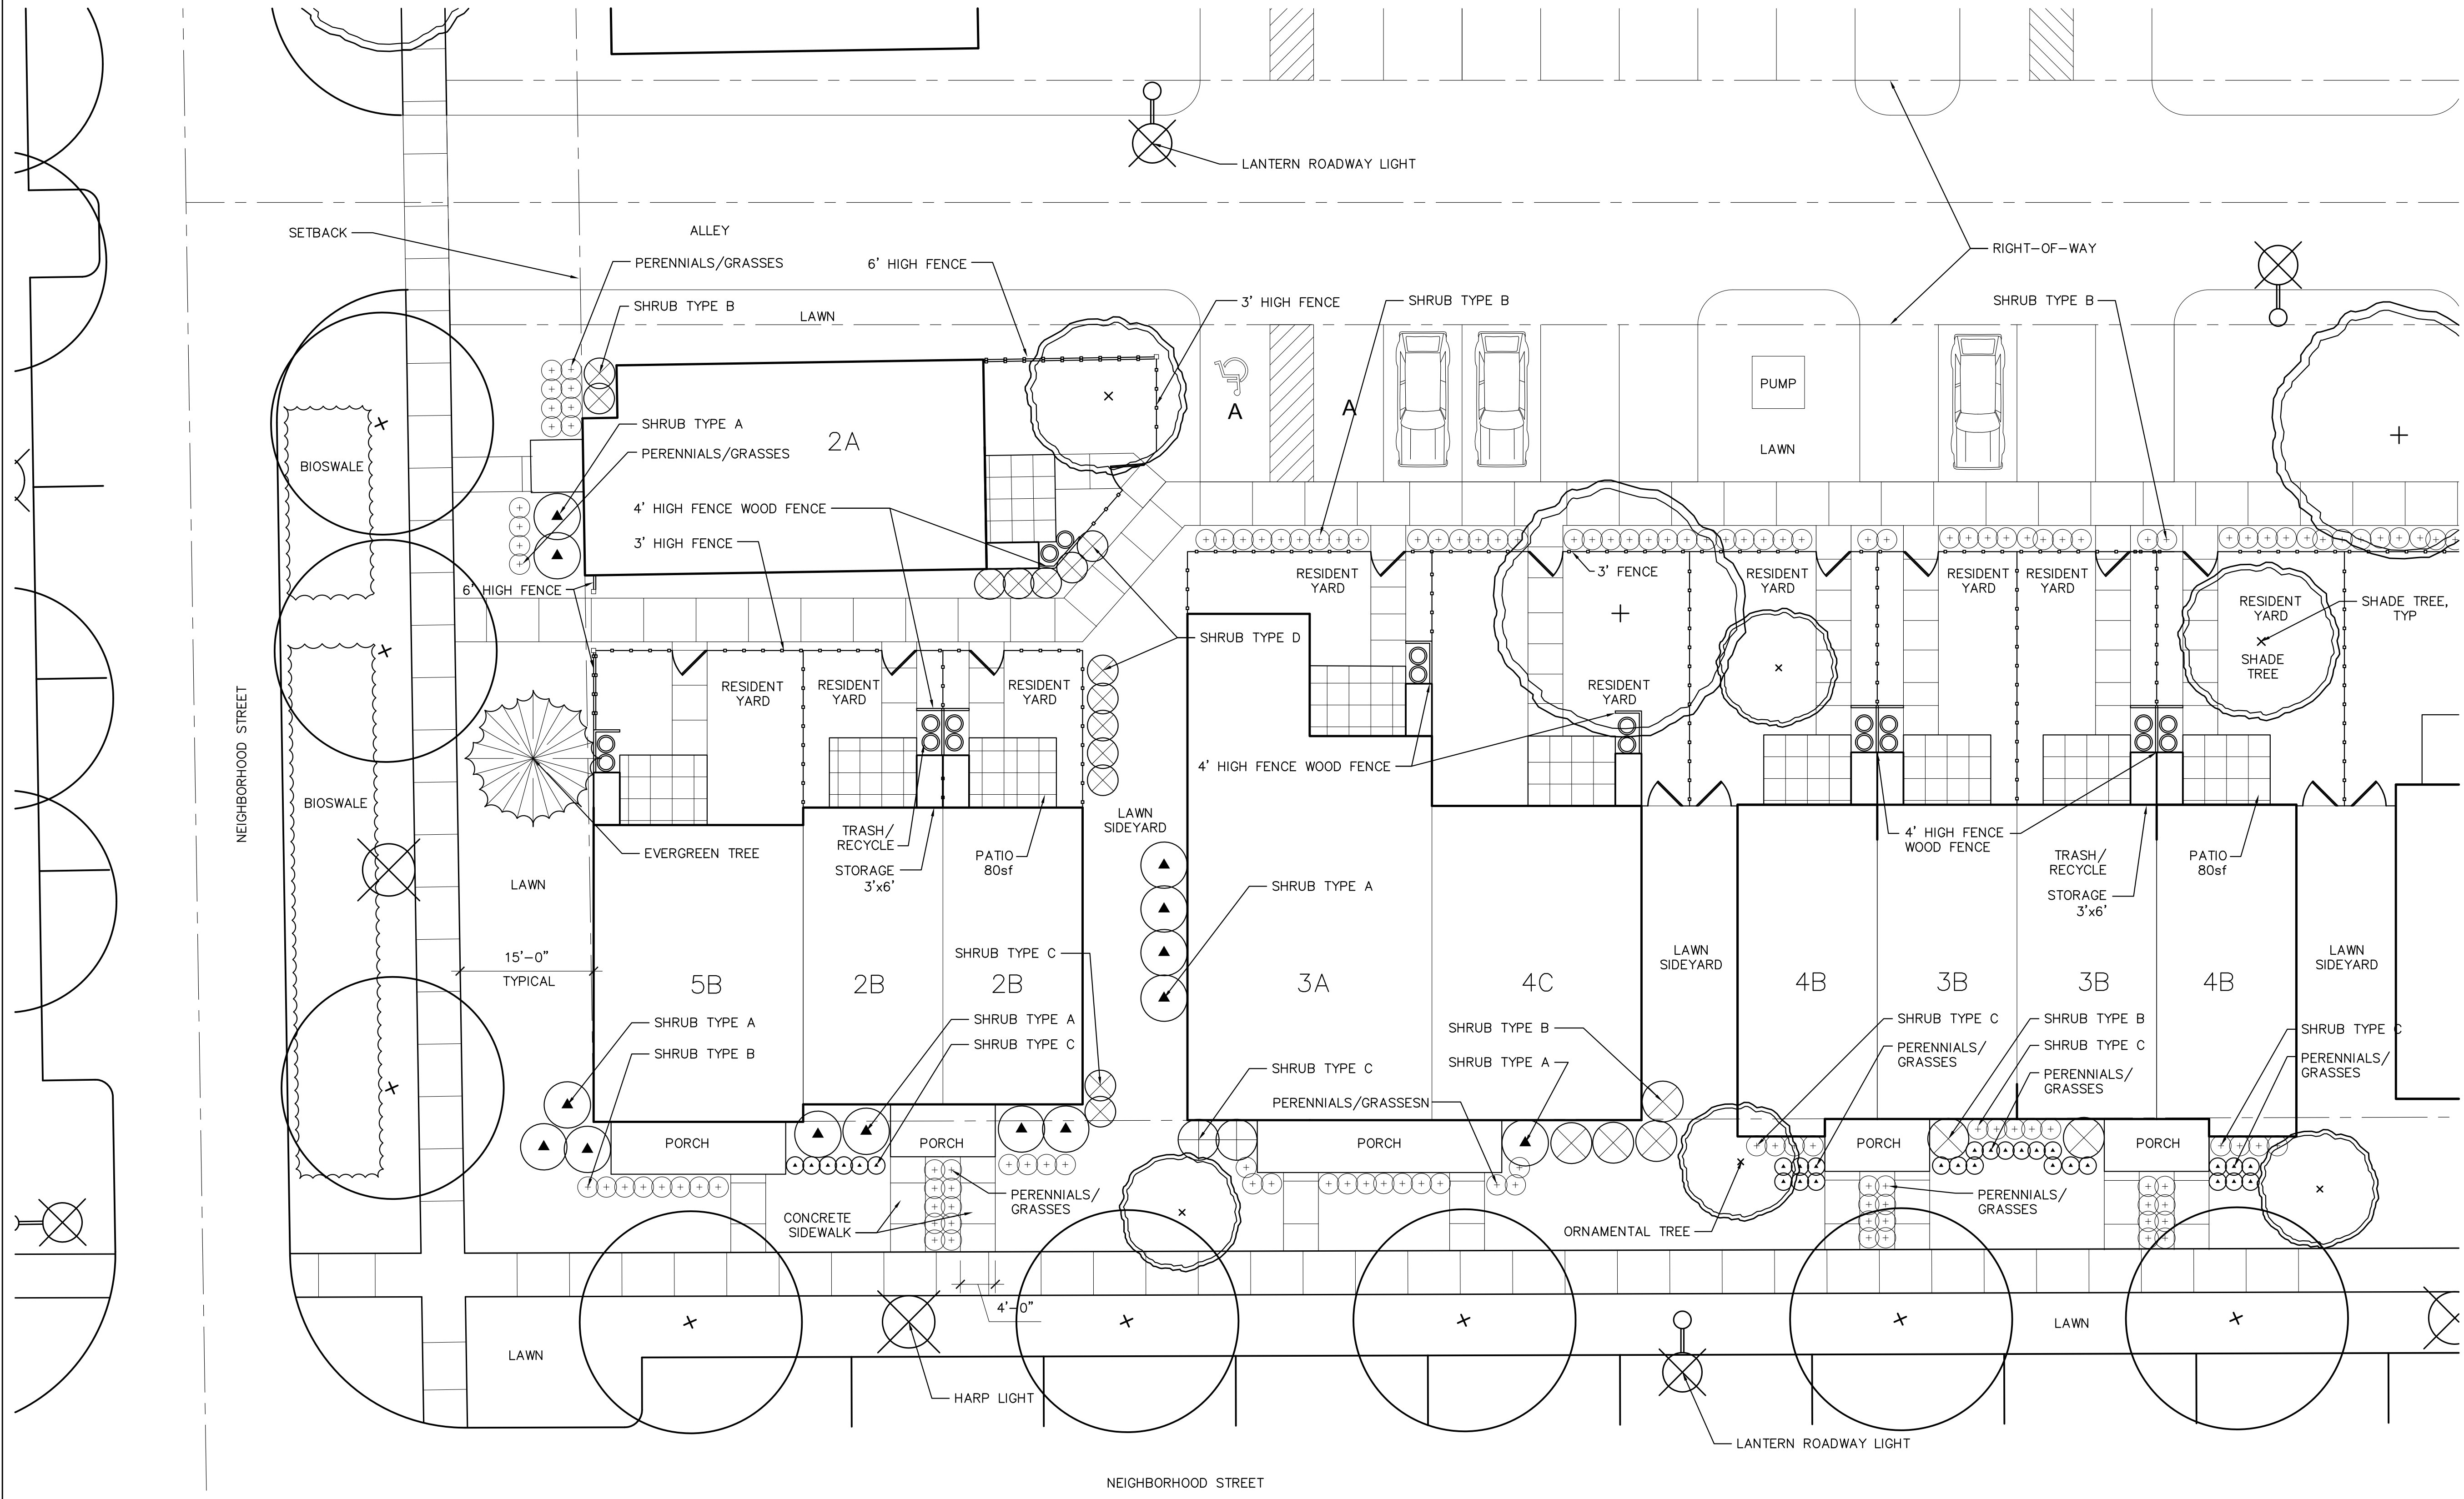 LANTERN ROADWAY LIGHT
SETBACK
ALLEY
PERENNIALS/GRASSES
6' HIGH FENCE
RIGHT-OF-WAY
SHRUB TYPE B
LAWN
3' HIGH FENCE
SHRUB TYPE B
SHRUB TYPE B
PUMP
A
A
LAWN
SHRUB TYPE A
PERENNIALS/GRASSES
2A
BIOSWALE
4' HIGH FENCE WOOD FENCE
3' HIGH FENCE
6' HIGH FENCE
RESIDENT
YARD
3' FENCE
RESIDENT
YARD
RESIDENT
YARD
RESIDENT
YARD
RESIDENT
YARD
SHADE TREE,
TYP
SHADE
TREE
SHRUB TYPE D
RESIDENT
YARD
RESIDENT
YARD
RESIDENT
YARD
RESIDENT
YARD
NEIGHBORHOOD STREET
4' HIGH FENCE WOOD FENCE
BIOSWALE
LAWN
SIDEYARD
TRASH/
RECYCLE
STORAGE
3'x6'
PATIO
80sf
EVERGREEN TREE
4' HIGH FENCE
WOOD FENCE
TRASH/
RECYCLE
STORAGE
3'x6'
PATIO
80sf
LAWN
SHRUB TYPE A
15'-0"
TYPICAL
SHRUB TYPE C
LAWN
SIDEYARD
LAWN
SIDEYARD
5B
2B
2B
3A
4C
4B
3B
3B
4B
SHRUB TYPE A
SHRUB TYPE B
SHRUB TYPE A
SHRUB TYPE C
SHRUB TYPE B
SHRUB TYPE A
SHRUB TYPE C
PERENNIALS/GRASSESN
SHRUB TYPE C
PERENNIALS/
GRASSES
SHRUB TYPE B
SHRUB TYPE C
PERENNIALS/
GRASSES
SHRUB TYPE C
PERENNIALS/
GRASSES
PORCH
PORCH
PORCH
PORCH
PORCH
PERENNIALS/
GRASSES
CONCRETE
SIDEWALK
PERENNIALS/
GRASSES
ORNAMENTAL TREE
4'-0"
LAWN
LAWN
HARP LIGHT
LANTERN ROADWAY LIGHT
NEIGHBORHOOD STREET